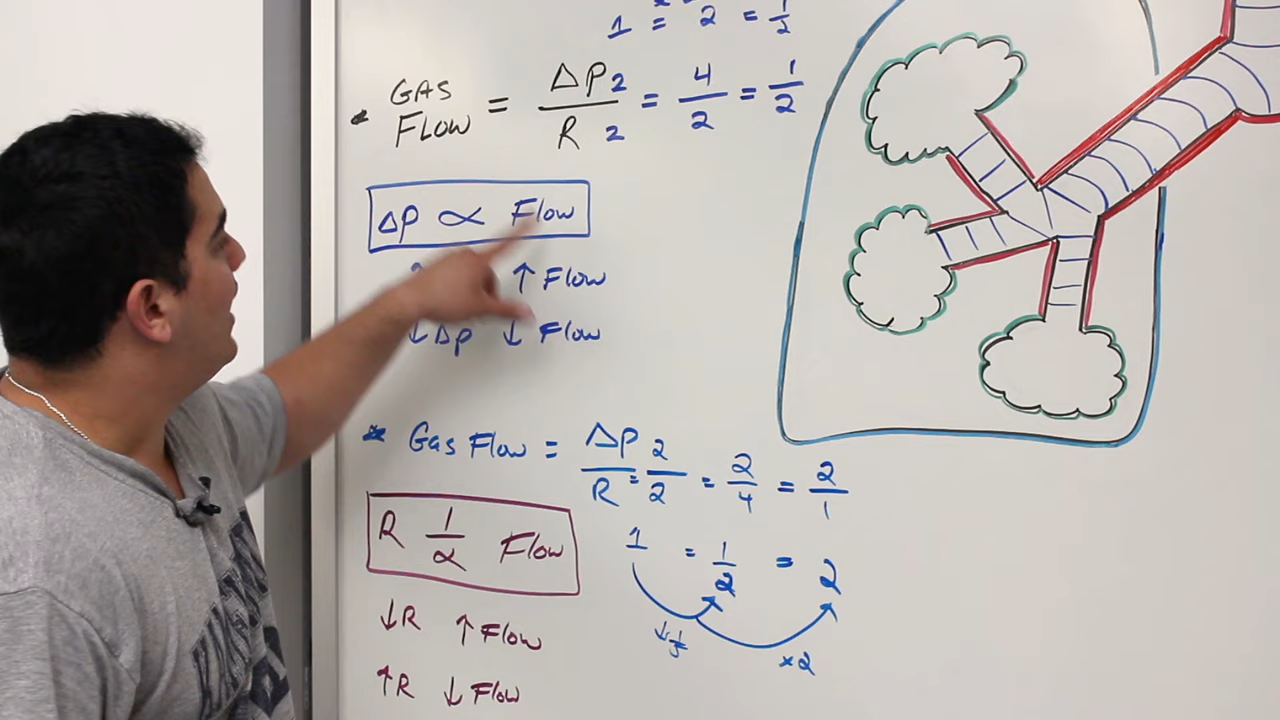 1 = 2 = 1/2
* GAS FLOW = ΔP 2 / R 2 = 4/2 = 1/2
ΔP ∝ Flow
↑ Flow
↓ ΔP ↓ Flow
* Gas Flow = ΔP / R = 2/2 = 2/4 = 2/1
R 1/∝ Flow
1 = 1/2 = 2
×2
↓R ↑ Flow
↑R ↓ Flow